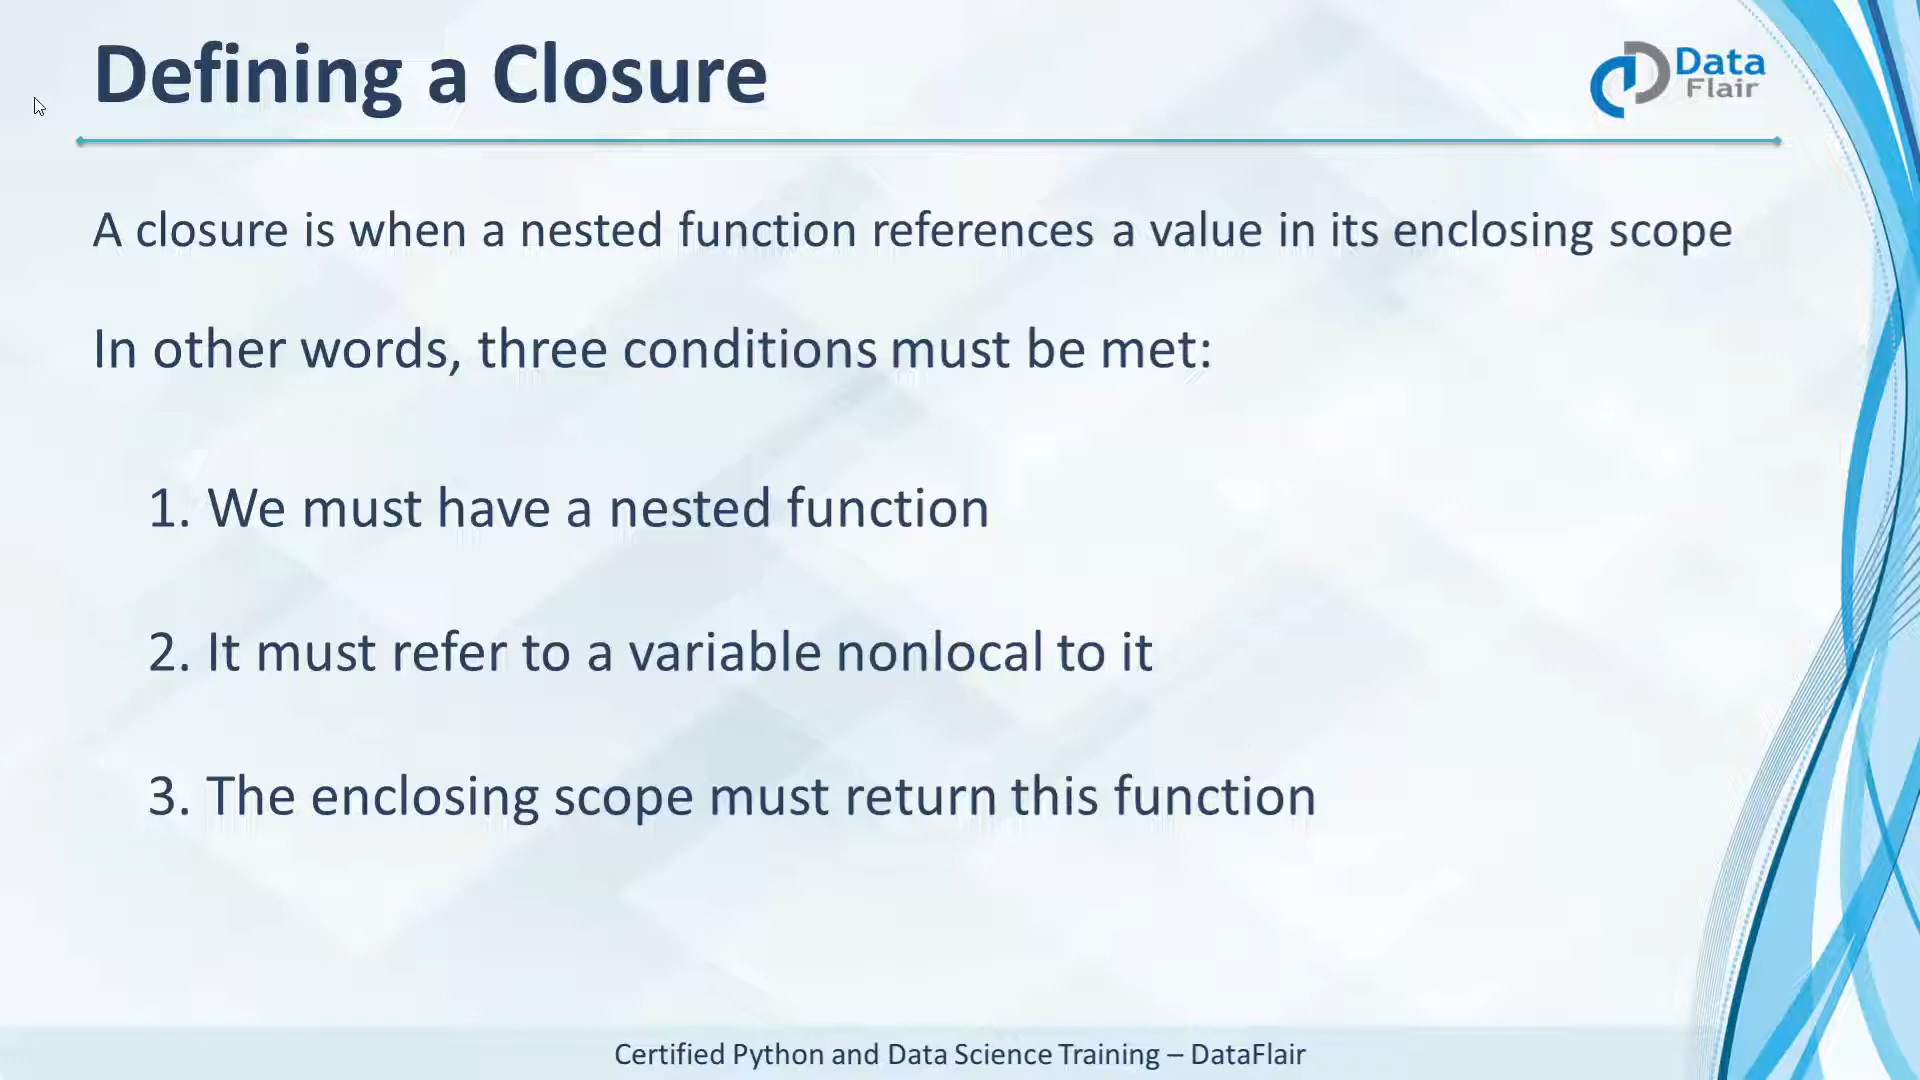 Defining a Closure
Data
Flair
A closure is when a nested function references a value in its enclosing scope
In other words, three conditions must be met:
1. We must have a nested function
2. It must refer to a variable nonlocal to it
3. The enclosing scope must return this function
Certified Python and Data Science Training – DataFlair